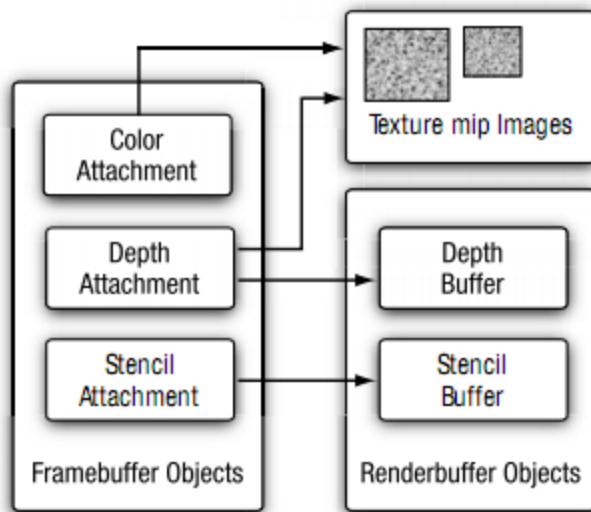 Color
Attachment
Depth
Attachment
Stencil
Attachment
Framebuffer Objects
Texture mip Images
Depth
Buffer
Stencil
Buffer
Renderbuffer Objects